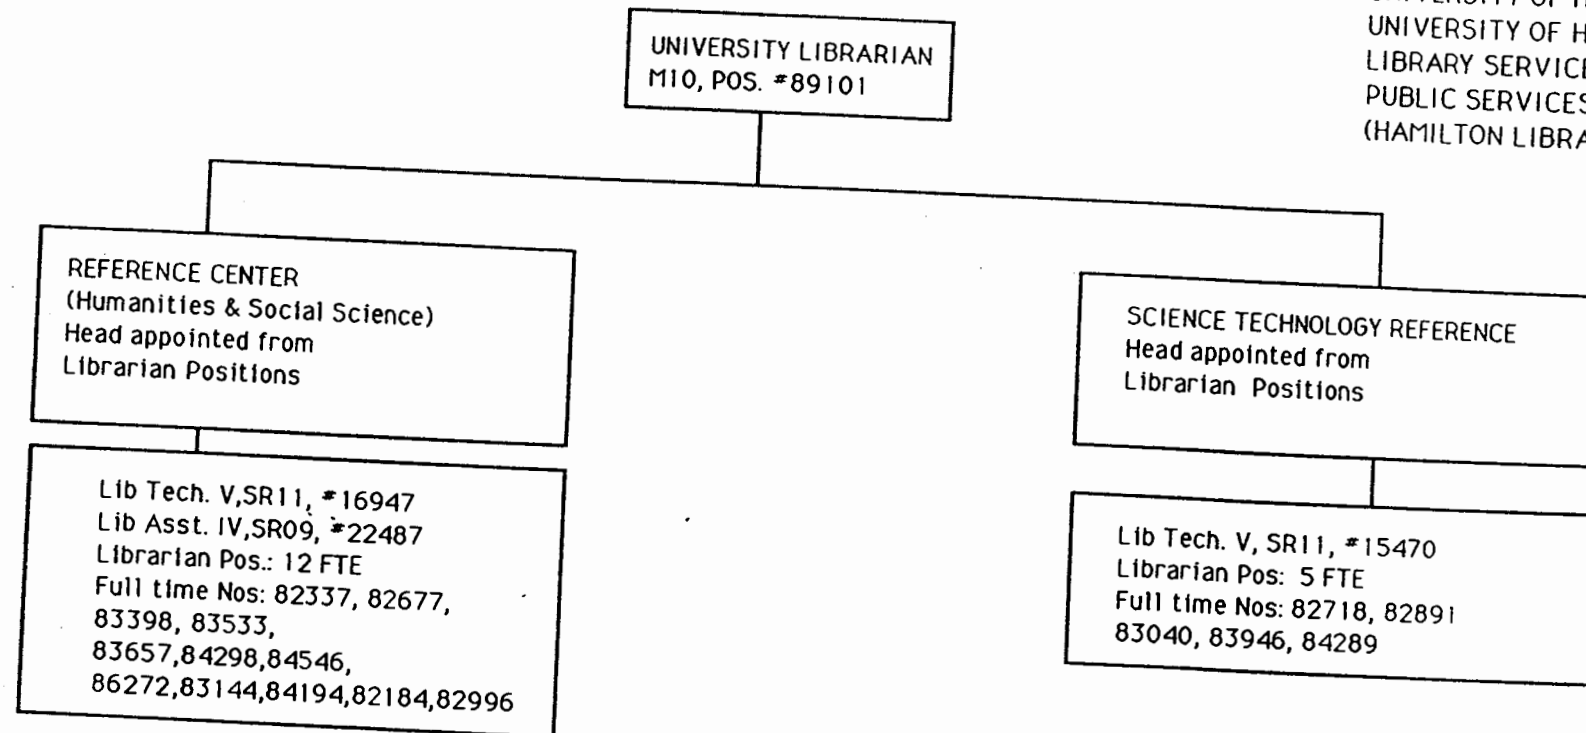 UNIVERSITY OF
UNIVERSITY OF H
LIBRARY SERVICE
PUBLIC SERVICES
(HAMILTON LIBRA
UNIVERSITY LIBRARIAN
M10, POS. #89101
REFERENCE CENTER
(Humanities & Social Science)
Head appointed from
Librarian Positions
SCIENCE TECHNOLOGY REFERENCE
Head appointed from
Librarian Positions
Lib Tech. V,SR11, #16947
Lib Asst. IV,SR09, #22487
Librarian Pos.: 12 FTE
Full time Nos: 82337, 82677,
83398, 83533,
83657,84298,84546,
86272,83144,84194,82184,82996
Lib Tech. V, SR11, #15470
Librarian Pos: 5 FTE
Full time Nos: 82718, 82891
83040, 83946, 84289